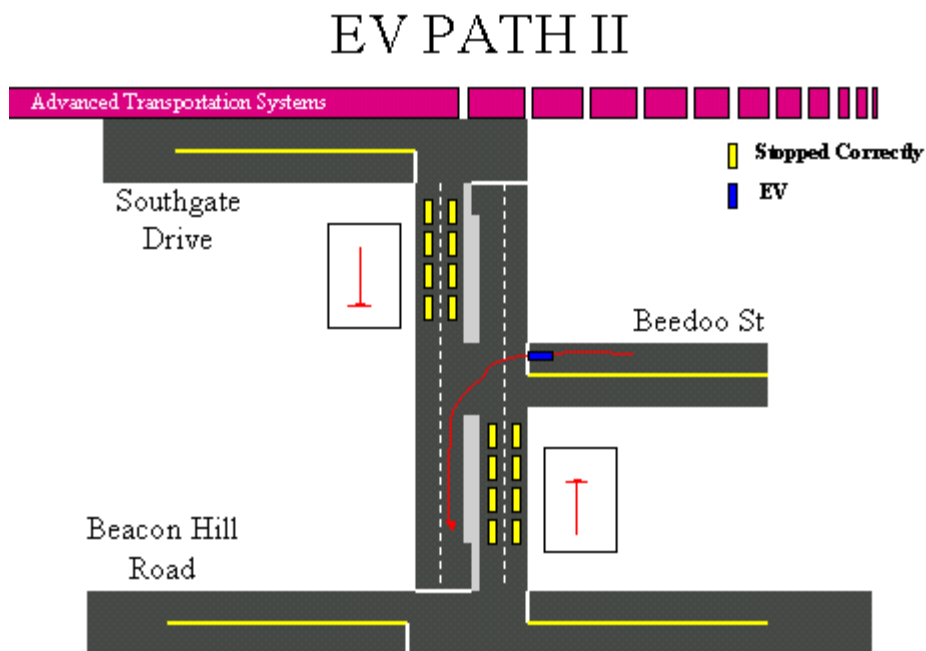 EV PATH II
Advanced Transportation Systems
Stopped Correctly
EV
Southgate
Drive
Beedoo St
Beacon Hill
Road